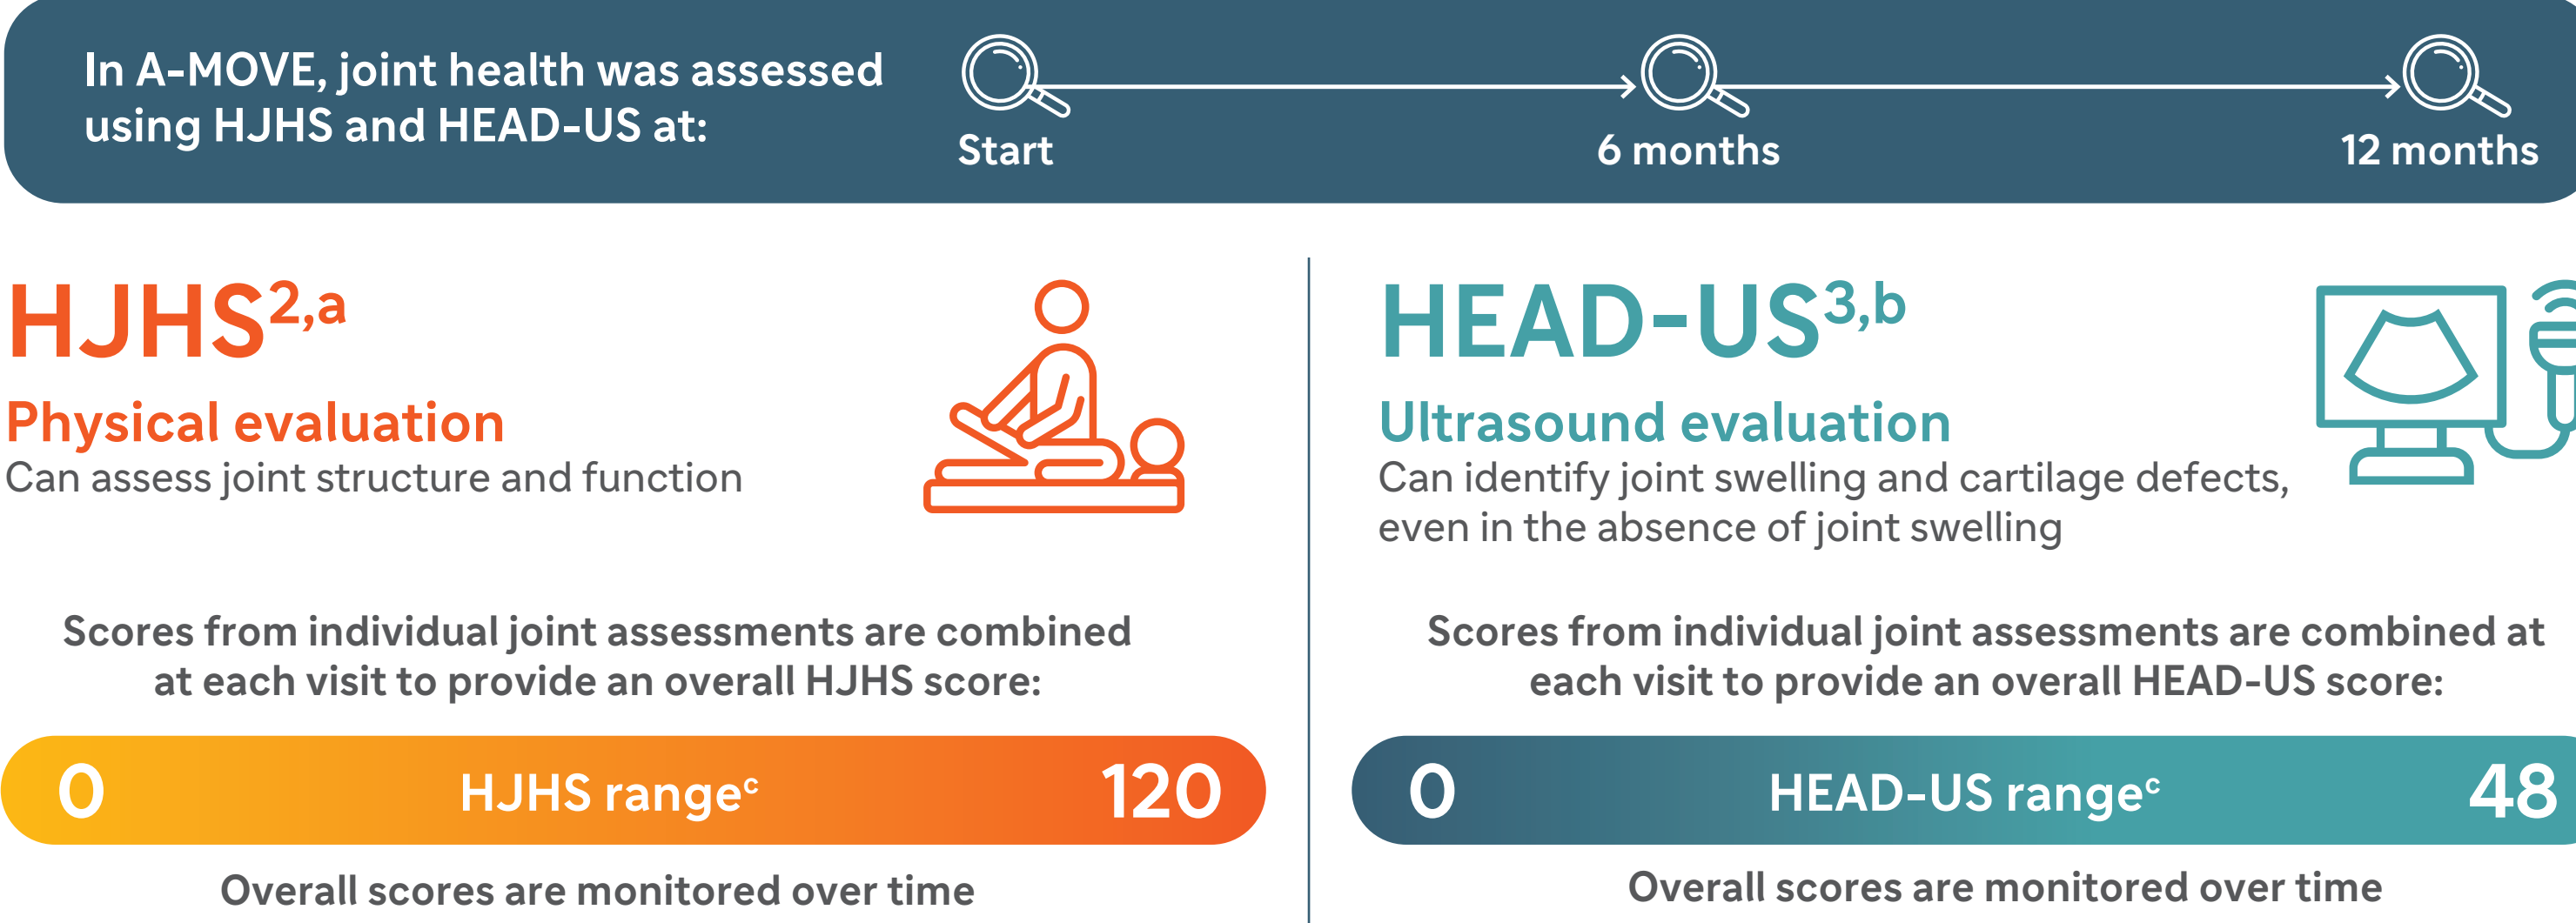 In A-MOVE, joint health was assessed
using HJHS and HEAD-US at:
Start
6 months
12 months
HJHS2,a
Physical evaluation
Can assess joint structure and function
Scores from individual joint assessments are combined
at each visit to provide an overall HJHS score:
0 HJHS rangec 120
Overall scores are monitored over time
HEAD-US3,b
Ultrasound evaluation
Can identify joint swelling and cartilage defects,
even in the absence of joint swelling
Scores from individual joint assessments are combined at
each visit to provide an overall HEAD-US score:
0 HEAD-US rangec 48
Overall scores are monitored over time